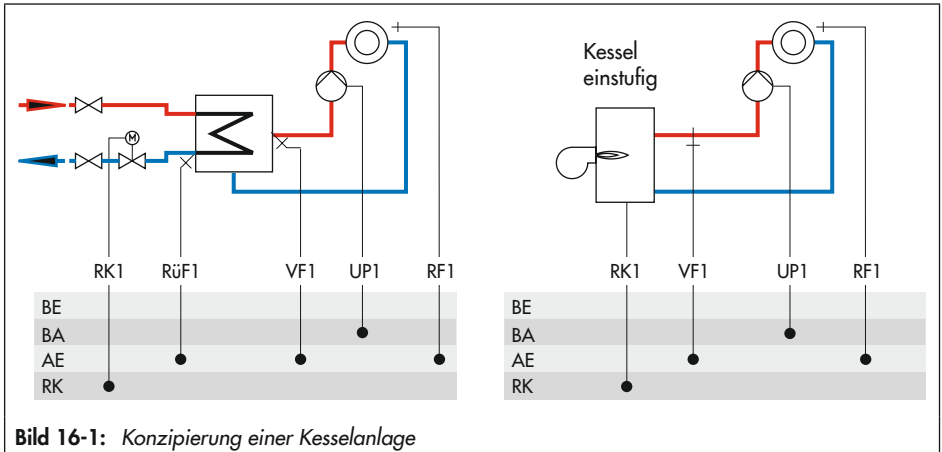 Kessel
einstufig
M
RK1 RüF1 VF1 UP1 RF1
BE
BA
AE
RK
RK1 VF1 UP1 RF1
BE
BA
AE
RK
Bild 16-1: Konzipierung einer Kesselanlage